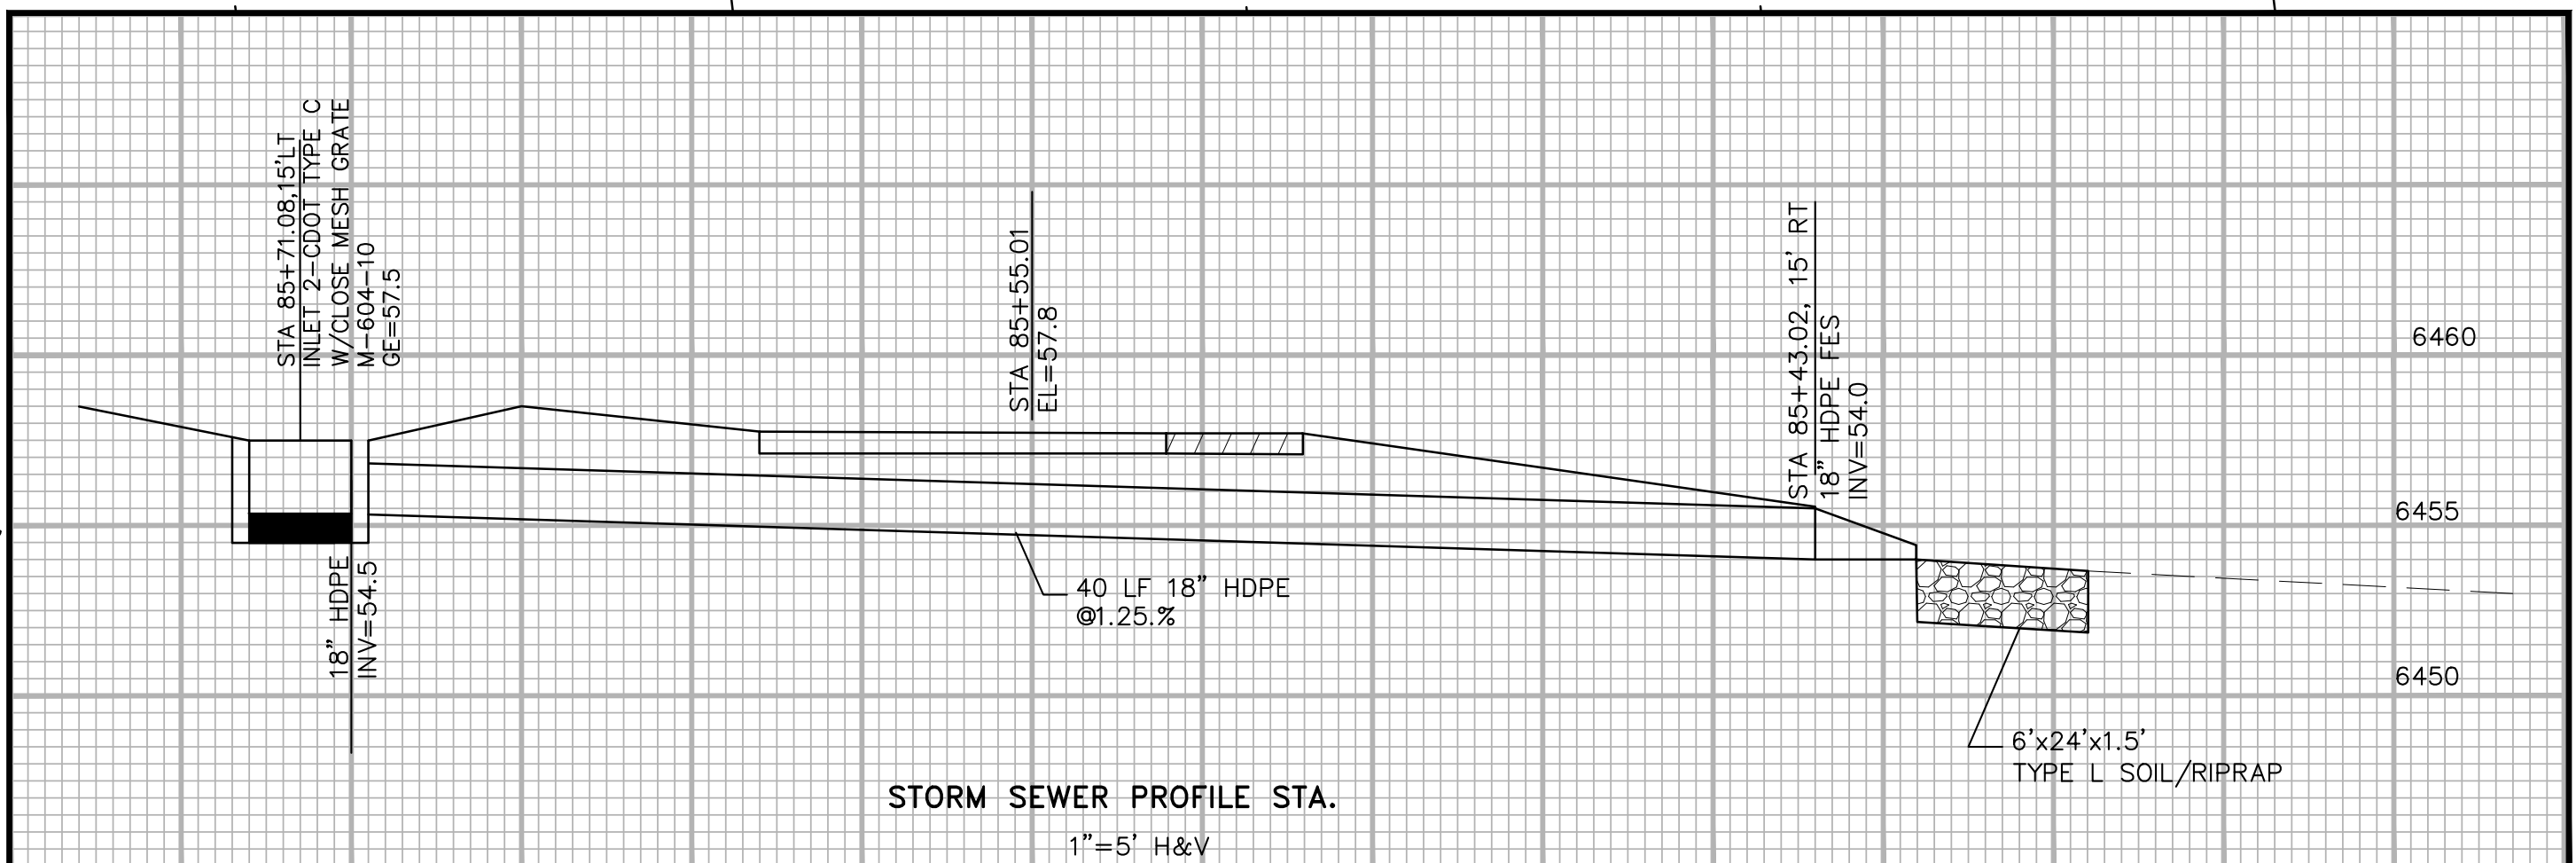 STA 85+71.08,15'LT
INLET 2-CDOT TYPE C
W/CLOSE MESH GRATE
M-604-10
GE=57.5
STA 85+55.01
EL=57.8
STA 85+43.02, 15' RT
18" HDPE FES
INV=54.0
6460
6455
6450
18" HDPE
INV=54.5
40 LF 18" HDPE
@1.25.%
6'x24'x1.5'
TYPE L SOIL/RIPRAP
STORM SEWER PROFILE STA.
1"=5' H&V